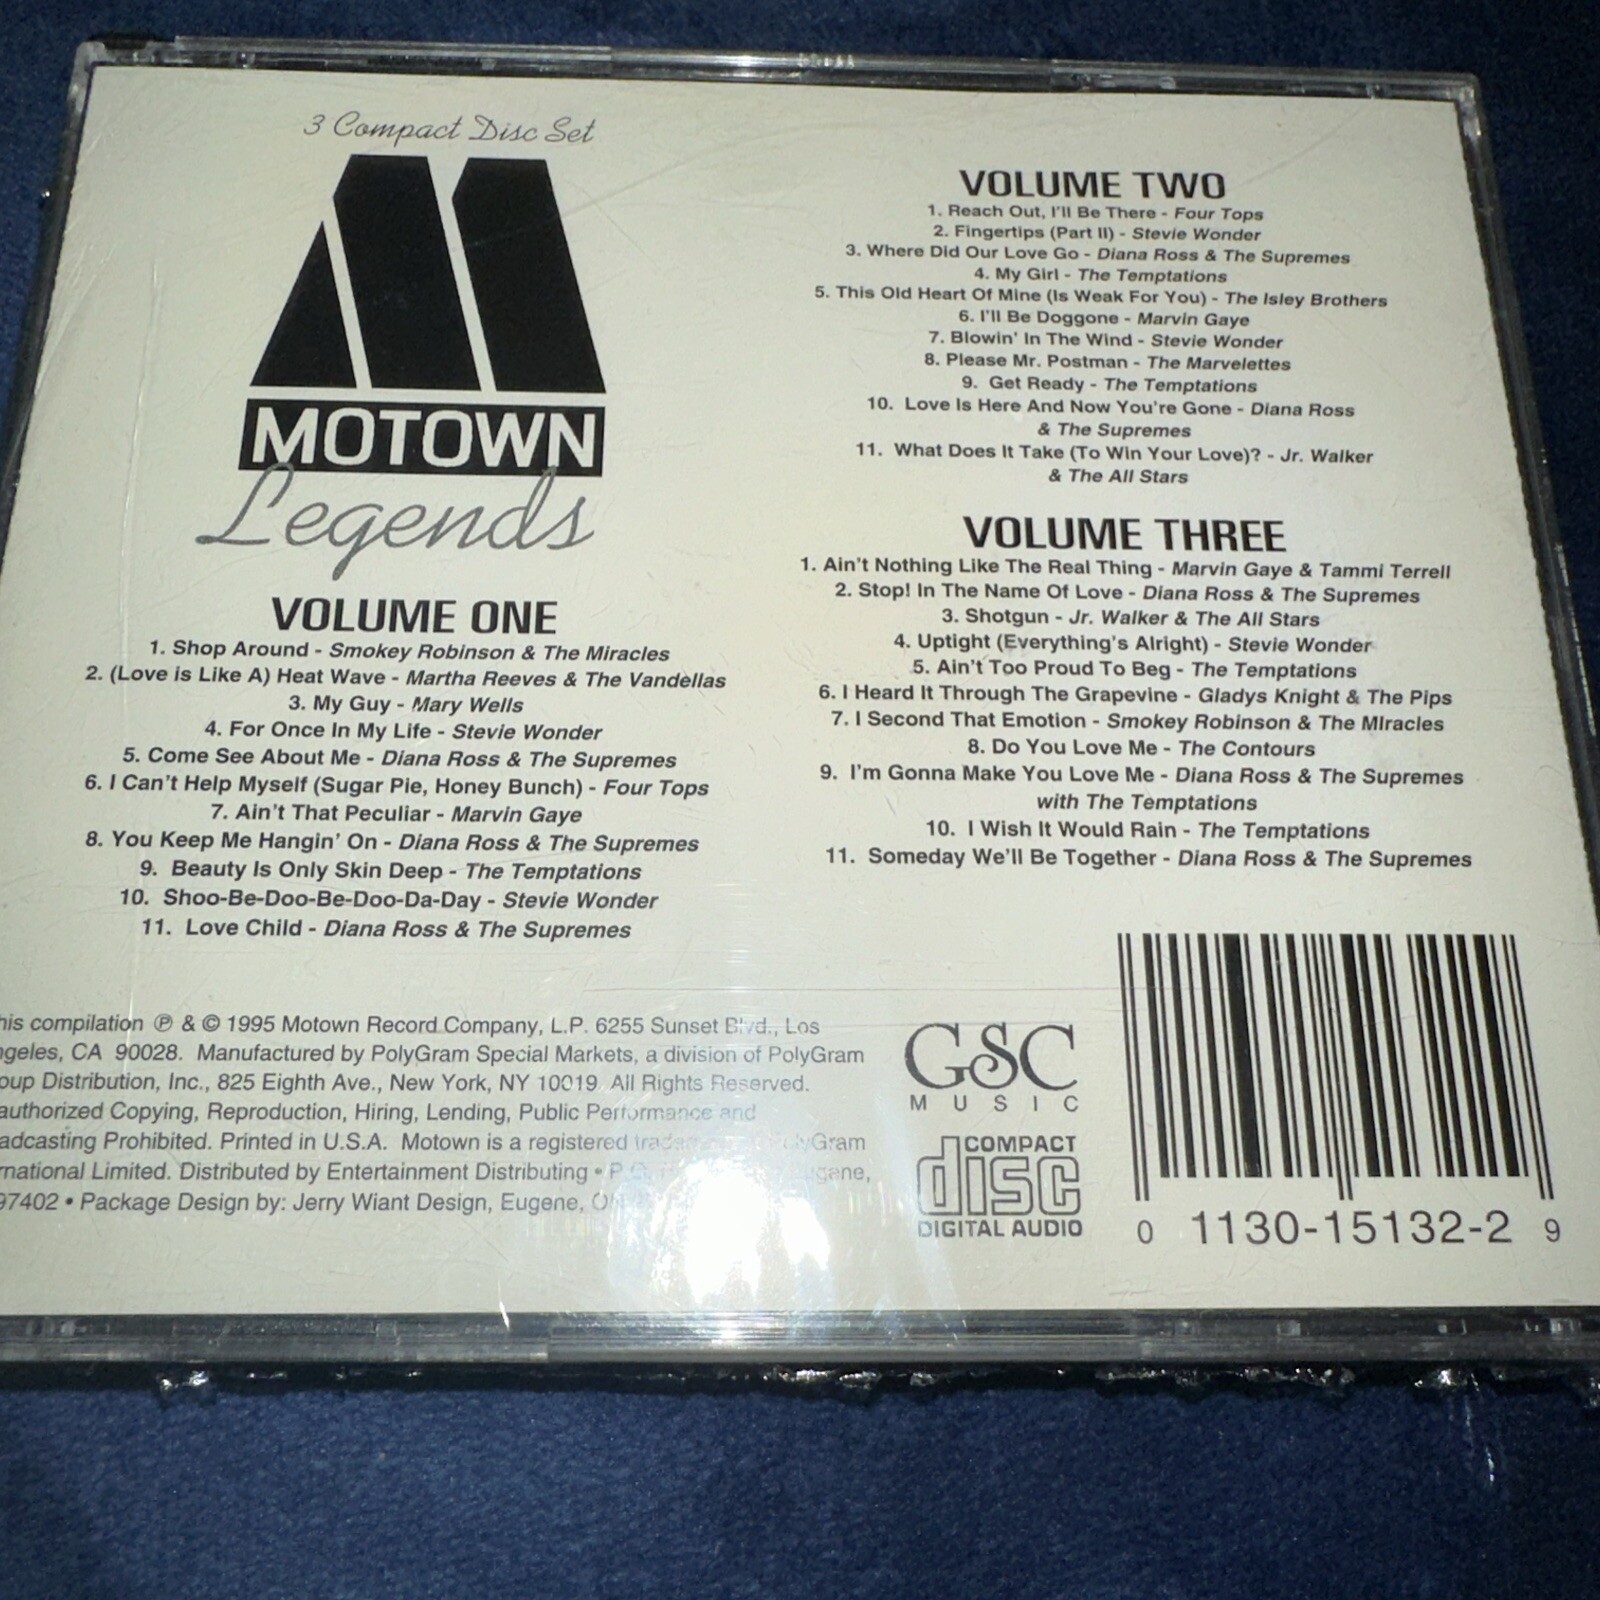 3 Compact Disc Set
MOTOWN
Legends
VOLUME ONE
1. Shop Around - Smokey Robinson & The Miracles
2. (Love is Like A) Heat Wave - Martha Reeves & The Vandellas
3. My Guy - Mary Wells
4. For Once In My Life - Stevie Wonder
5. Come See About Me - Diana Ross & The Supremes
6. I Can't Help Myself (Sugar Pie, Honey Bunch) - Four Tops
7. Ain't That Peculiar - Marvin Gaye
8. You Keep Me Hangin' On - Diana Ross & The Supremes
9. Beauty Is Only Skin Deep - The Temptations
10. Shoo-Be-Doo-Be-Doo-Da-Day - Stevie Wonder
11. Love Child - Diana Ross & The Supremes
VOLUME TWO
1. Reach Out, I'll Be There - Four Tops
2. Fingertips (Part II) - Stevie Wonder
3. Where Did Our Love Go - Diana Ross & The Supremes
4. My Girl - The Temptations
5. This Old Heart Of Mine (Is Weak For You) - The Isley Brothers
6. I'll Be Doggone - Marvin Gaye
7. Blowin' In The Wind - Stevie Wonder
8. Please Mr. Postman - The Marvelettes
9. Get Ready - The Temptations
10. Love Is Here And Now You're Gone - Diana Ross
& The Supremes
11. What Does It Take (To Win Your Love)? - Jr. Walker
& The All Stars
VOLUME THREE
1. Ain't Nothing Like The Real Thing - Marvin Gaye & Tammi Terrell
2. Stop! In The Name Of Love - Diana Ross & The Supremes
3. Shotgun - Jr. Walker & The All Stars
4. Uptight (Everything's Alright) - Stevie Wonder
5. Ain't Too Proud To Beg - The Temptations
6. I Heard It Through The Grapevine - Gladys Knight & The Pips
7. I Second That Emotion - Smokey Robinson & The MIracles
8. Do You Love Me - The Contours
9. I'm Gonna Make You Love Me - Diana Ross & The Supremes
with The Temptations
10. I Wish It Would Rain - The Temptations
11. Someday We'll Be Together - Diana Ross & The Supremes
his compilation ℗ & © 1995 Motown Record Company, L.P. 6255 Sunset Blvd., Los
ngeles, CA 90028. Manufactured by PolyGram Special Markets, a division of PolyGram
oup Distribution, Inc., 825 Eighth Ave., New York, NY 10019. All Rights Reserved.
authorized Copying, Reproduction, Hiring, Lending, Public Performance and
adcasting Prohibited. Printed in U.S.A. Motown is a registered PolyGram
rnational Limited. Distributed by Entertainment Distributing • Eugene,
97402 • Package Design by: Jerry Wiant Design, Eugene,
GSC
MUSIC
COMPACT
disc
DIGITAL AUDIO
0 1130-15132-2 9